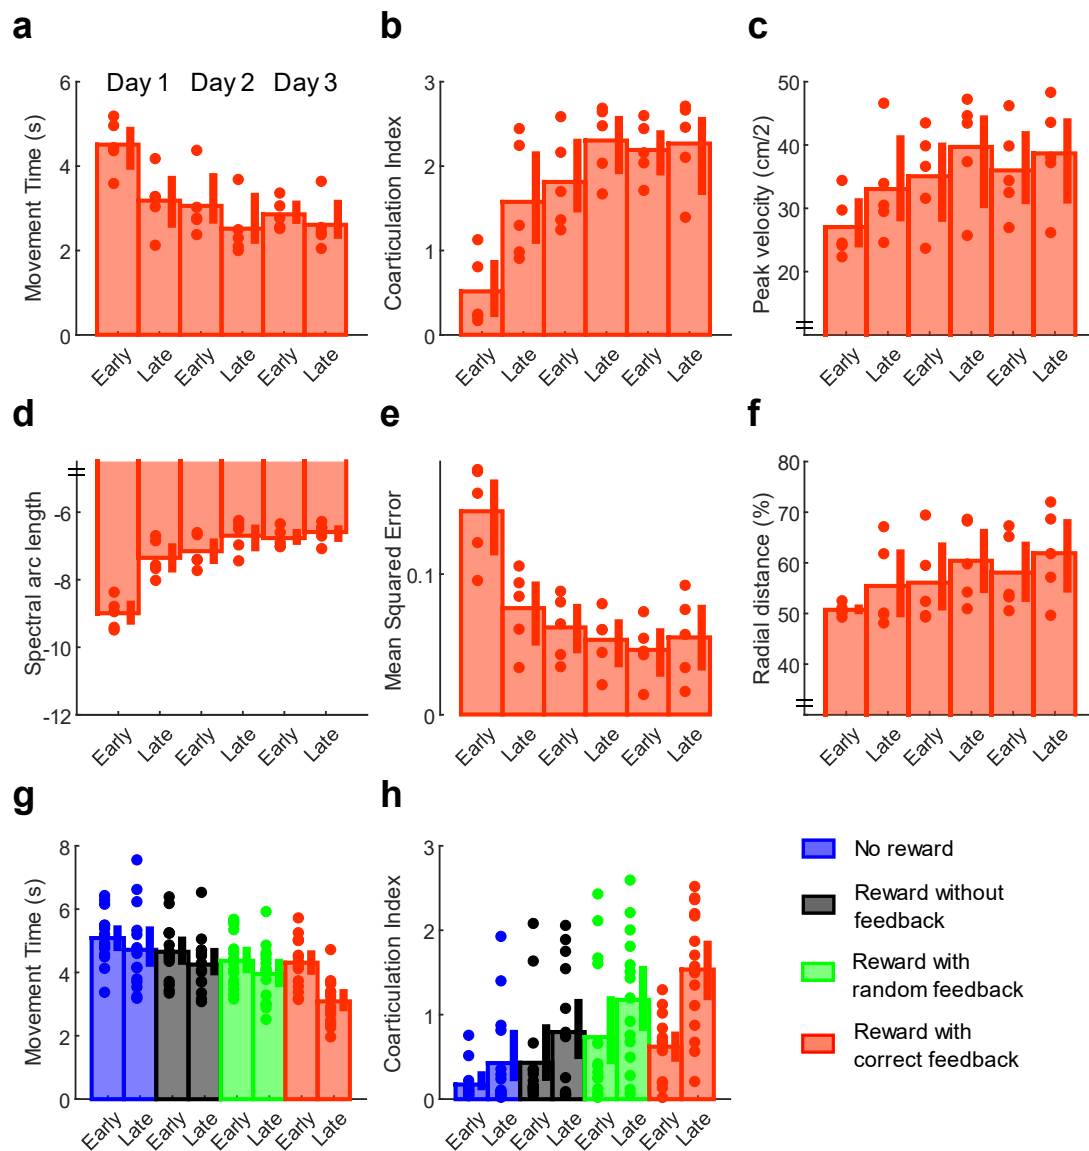 a
b
c
Movement Time (s)
6
4
2
0
Day 1 Day 2 Day 3
Early Late Early Late Early Late
Coarticulation Index
3
2
1
0
Early Late Early Late Early Late
Peak velocity (cm/2)
50
40
30
20
Early Late Early Late Early Late
d
e
f
Spectral arc length
-6
-8
-10
-12
Early Late Early Late Early Late
Mean Squared Error
0.1
0
Early Late Early Late Early Late
Radial distance (%)
80
70
60
50
40
Early Late Early Late Early Late
g
h
Movement Time (s)
8
6
4
2
0
Early Late Early Late Early Late Early Late
Coarticulation Index
3
2
1
0
Early Late Early Late Early Late Early Late
No reward
Reward without
feedback
Reward with
random feedback
Reward with
correct feedback